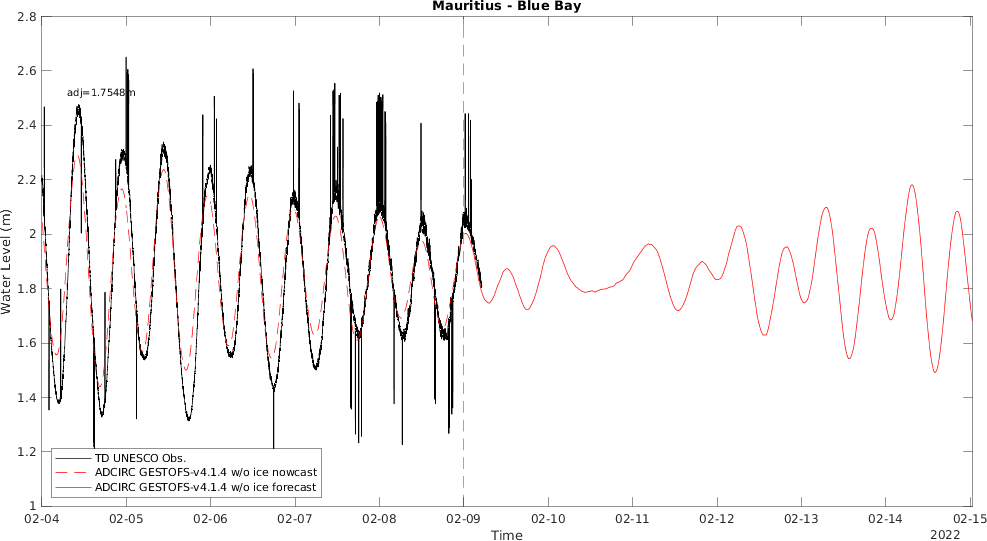 Mauritius - Blue Bay
2.8
2.6
2.4
2.2
2
1.8
1.6
1.4
1.2
1
Water Level (m)
adj=1.7548m
TD UNESCO Obs.
ADCIRC GESTOFS-v4.1.4 w/o ice nowcast
ADCIRC GESTOFS-v4.1.4 w/o ice forecast
02-04 02-05 02-06 02-07 02-08 02-09 02-10 02-11 02-12 02-13 02-14 02-15
Time
2022